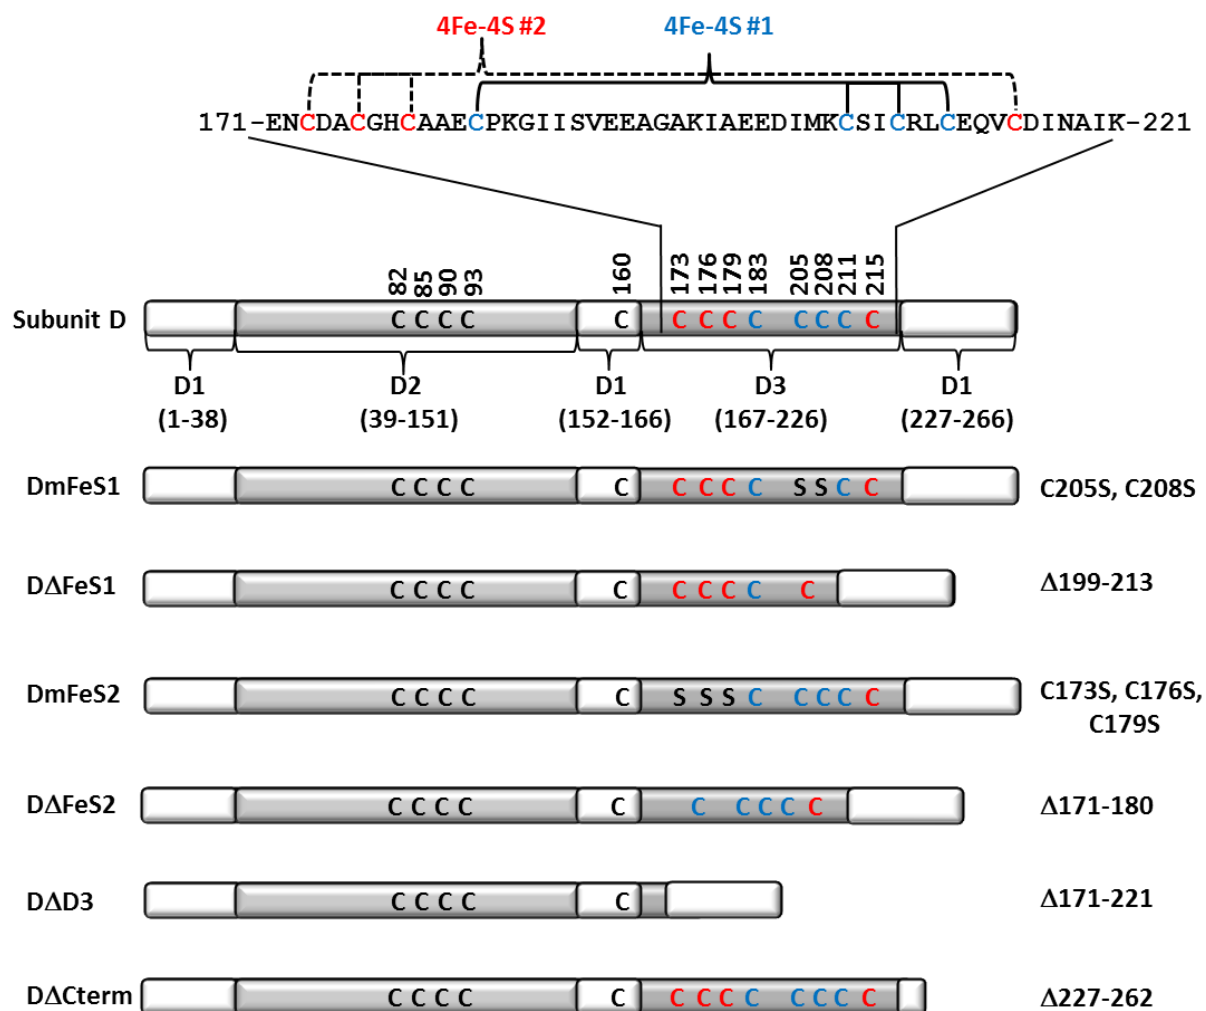 4Fe-4S #2 4Fe-4S #1
171-ENCDACGHCAAECPKGIISVEEAGAKIAEEDIMKCSICRLCEQVCDINAIK-221
82 85 90 93 160 173 176 179 183 205 208 211 215
Subunit D C C C C C C C C C C C C C
D1 D2 D1 D3 D1
(1-38) (39-151) (152-166) (167-226) (227-266)
DmFeS1 C C C C C C C C C S S C C C205S, C208S
DΔFeS1 C C C C C C C C C C Δ199-213
DmFeS2 C C C C C S S S C C C C C C173S, C176S,
C179S
DΔFeS2 C C C C C C C C C C Δ171-180
DΔD3 C C C C C Δ171-221
DΔCterm C C C C C C C C C C C C C Δ227-262